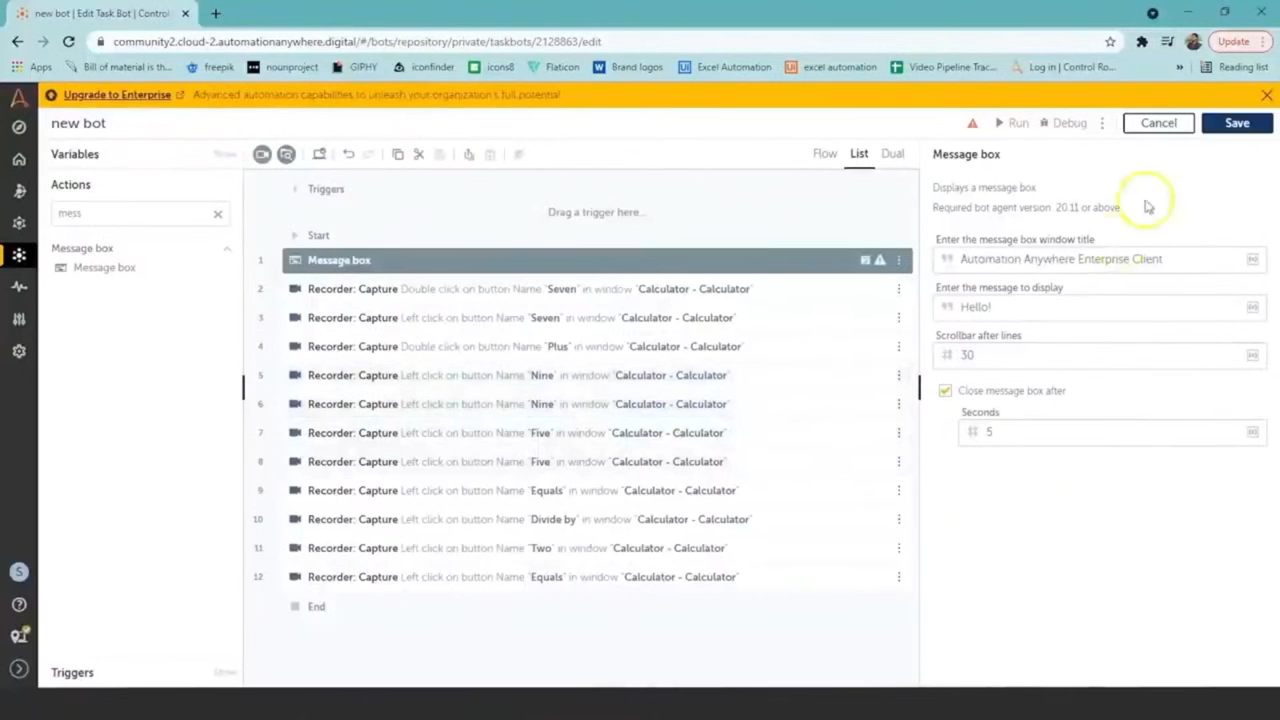 new bot | Edit Task Bot | Control
community2.cloud-2.automationanywhere.digital/#/bots/repository/private/taskbots/2128863/edit
Update
Apps
Bill of material is th...
freepik
nounproject
GIPHY
iconfinder
icons8
Flaticon
Brand logos
Excel Automation
excel automation
Video Pipeline Trac...
Log in | Control Ro...
»
Reading list
Upgrade to Enterprise
Advanced automation capabilities to unleash your organization's full potential
new bot
Run
Debug
Cancel
Save
Variables
Show
Flow
List
Dual
Message box
Actions
mess
Message box
Message box
Triggers
Drag a trigger here...
Start
1 Message box
2 Recorder: Capture Double click on button Name "Seven" in window "Calculator - Calculator"
3 Recorder: Capture Left click on button Name "Seven" in window "Calculator - Calculator"
4 Recorder: Capture Double click on button Name "Plus" in window "Calculator - Calculator"
5 Recorder: Capture Left click on button Name "Nine" in window "Calculator - Calculator"
6 Recorder: Capture Left click on button Name "Nine" in window "Calculator - Calculator"
7 Recorder: Capture Left click on button Name "Five" in window "Calculator - Calculator"
8 Recorder: Capture Left click on button Name "Five" in window "Calculator - Calculator"
9 Recorder: Capture Left click on button Name "Equals" in window "Calculator - Calculator"
10 Recorder: Capture Left click on button Name "Divide by" in window "Calculator - Calculator"
11 Recorder: Capture Left click on button Name "Two" in window "Calculator - Calculator"
12 Recorder: Capture Left click on button Name "Equals" in window "Calculator - Calculator"
End
Displays a message box
Required bot agent version 20.11 or above
Enter the message box window title
Automation Anywhere Enterprise Client
Enter the message to display
Hello!
Scrollbar after lines
30
Close message box after
Seconds
5
S
Triggers
Show